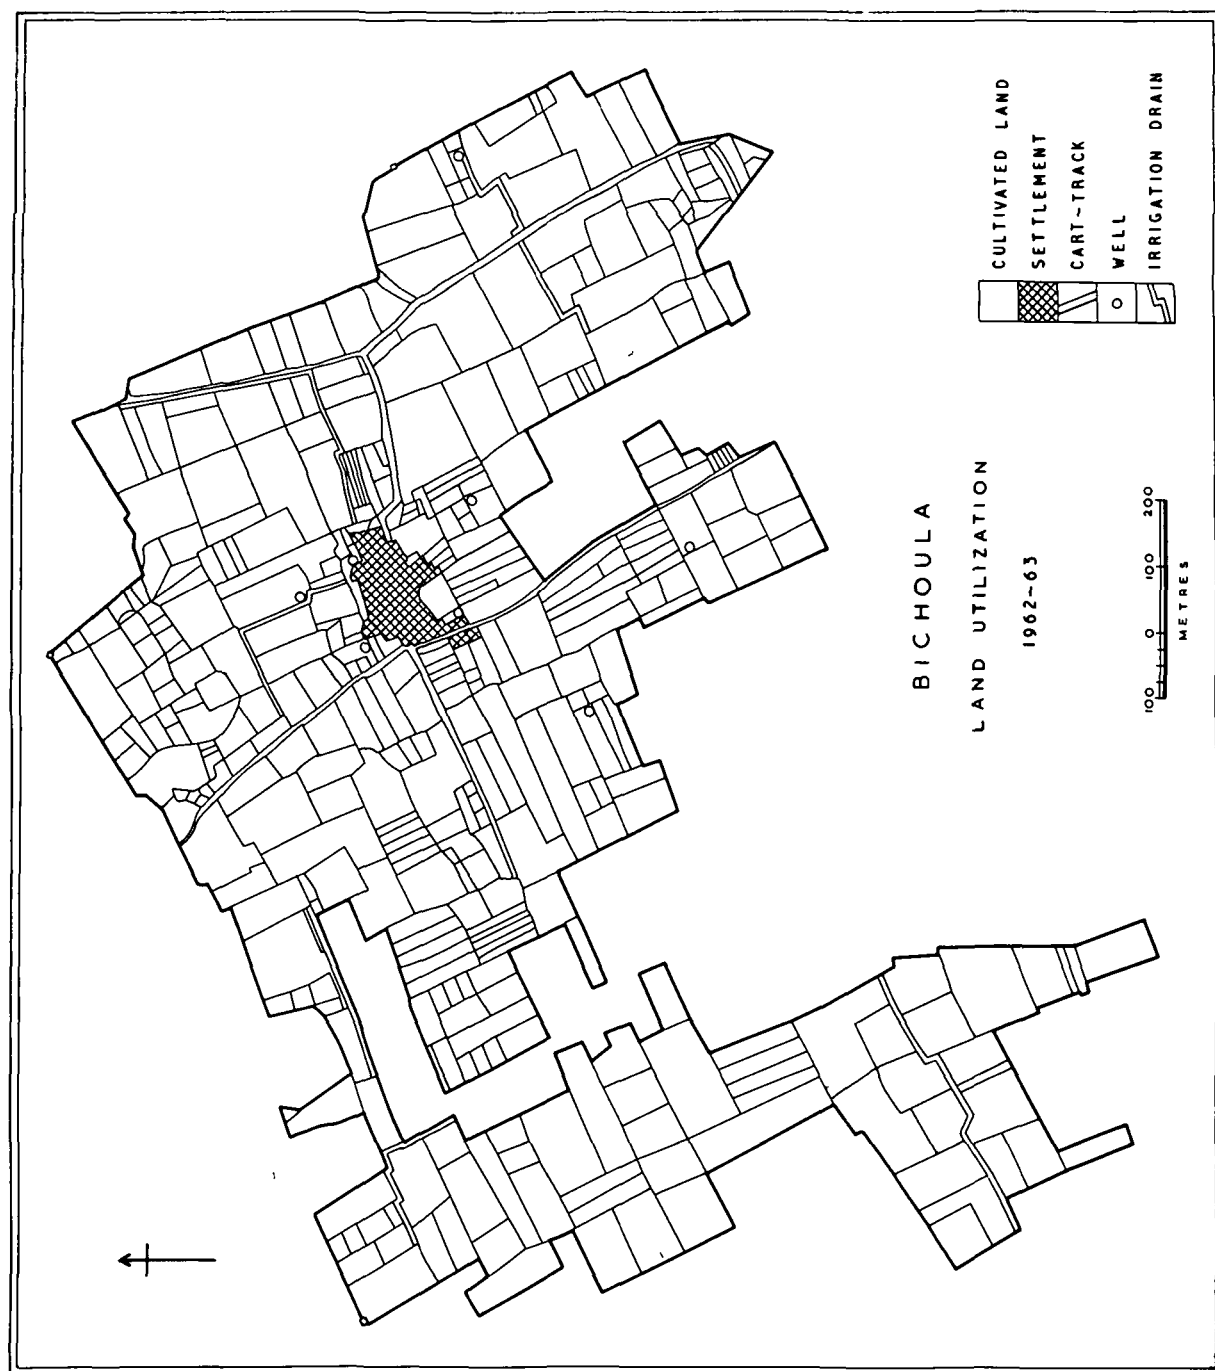 BICHOULA
LAND UTILIZATION
1962-63
100 0 100 200
METRES
CULTIVATED LAND
SETTLEMENT
CART-TRACK
WELL
IRRIGATION DRAIN